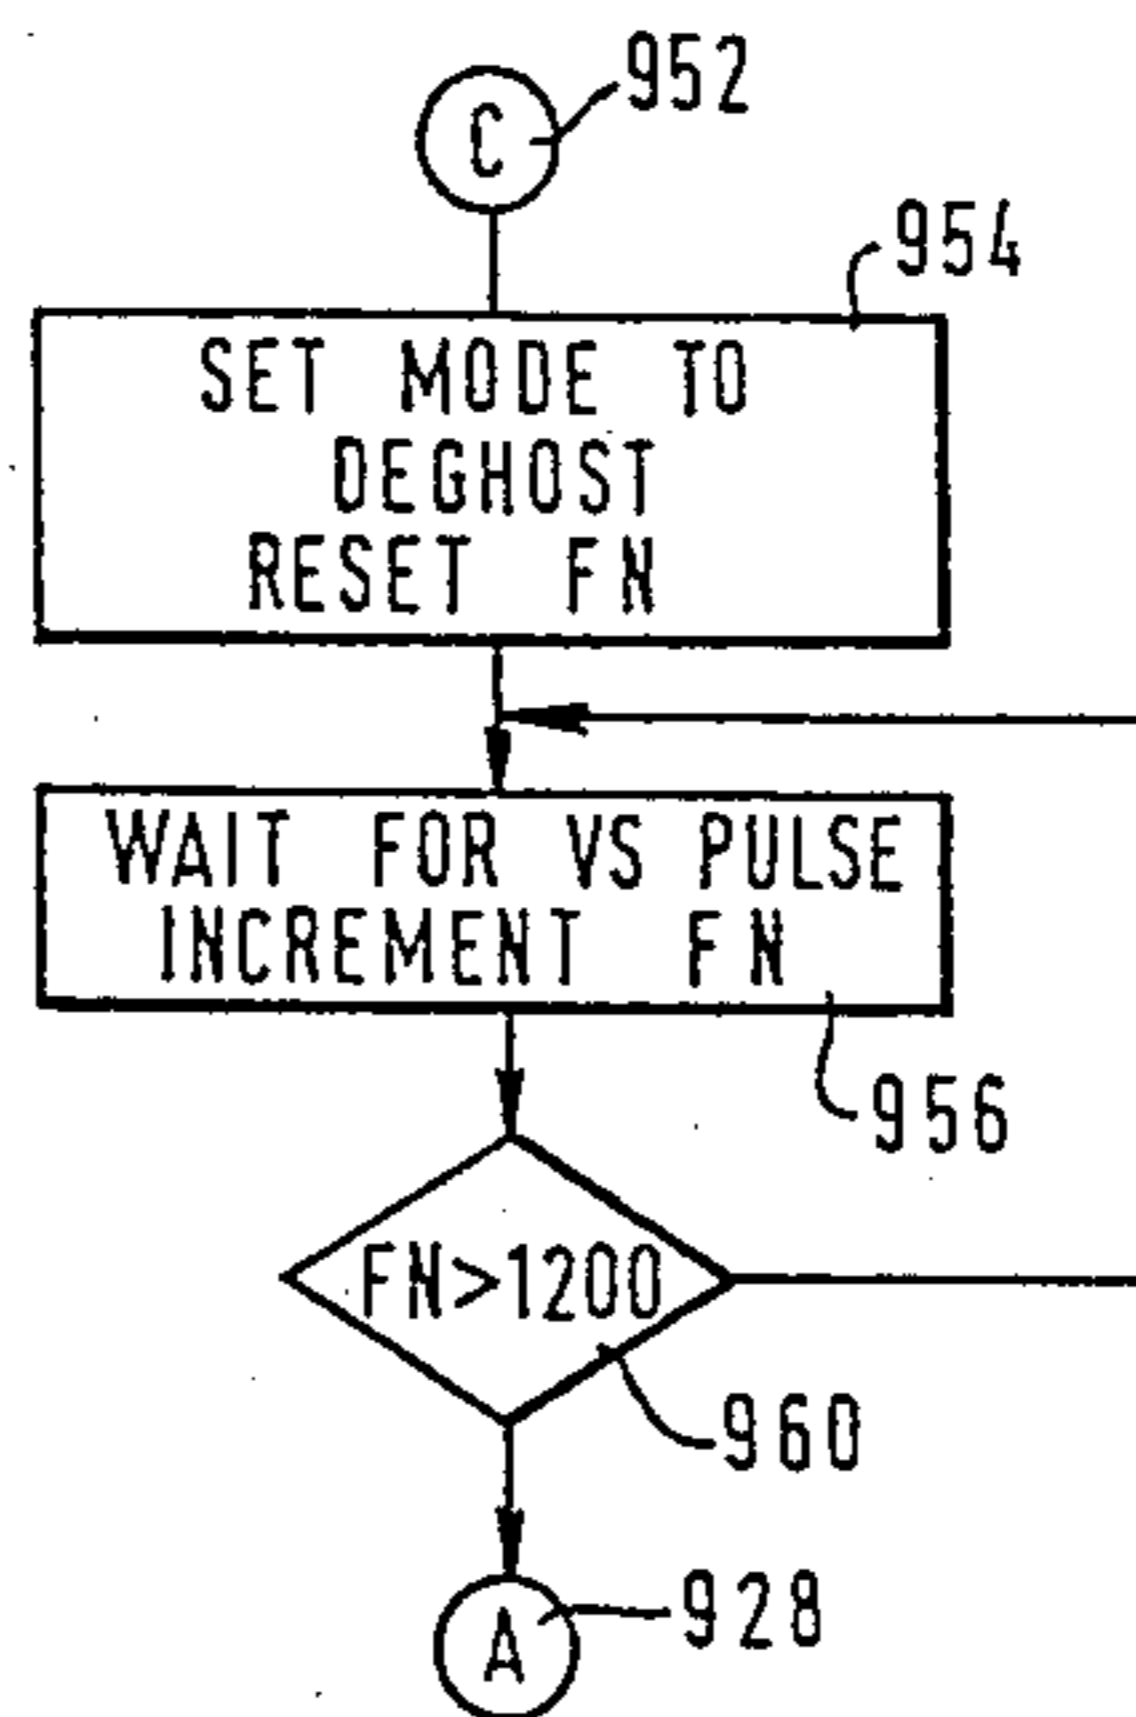 952
C
954
SET MODE TO
DEGHOST
RESET FN
WAIT FOR VS PULSE
INCREMENT FN
956
FN>1200
960
928
A